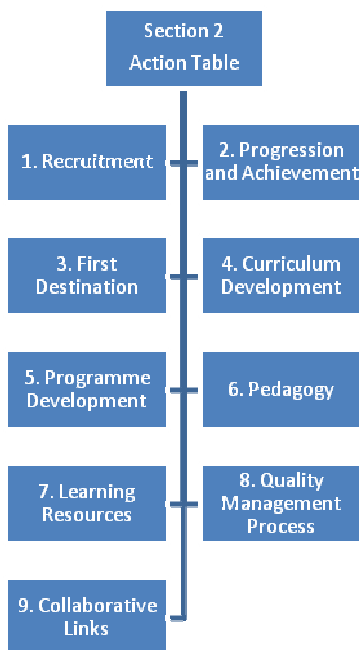 Section 2
Action Table
1. Recruitment
2. Progression
and Achievement
3. First
Destination
4. Curriculum
Development
5. Programme
Development
6. Pedagogy
7. Learning
Resources
8. Quality
Management
Process
9. Collaborative
Links